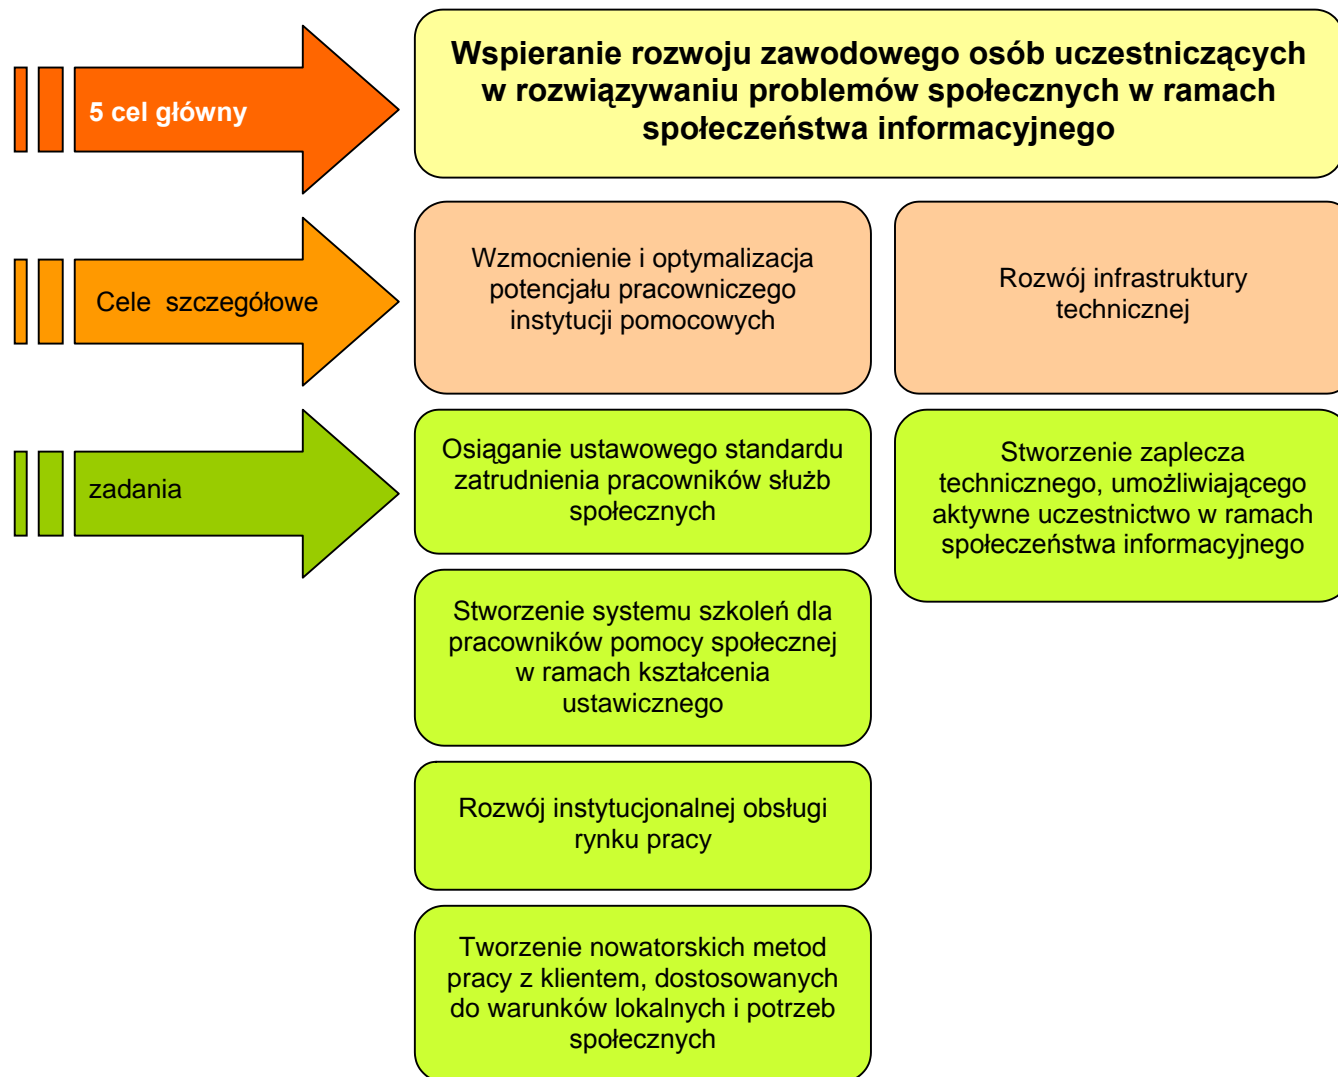 5 cel główny
Wspieranie rozwoju zawodowego osób uczestniczących
w rozwiązywaniu problemów społecznych w ramach
społeczeństwa informacyjnego
Cele szczegółowe
Wzmocnienie i optymalizacja
potencjału pracowniczego
instytucji pomocowych
Rozwój infrastruktury
technicznej
zadania
Osiąganie ustawowego standardu
zatrudnienia pracowników służb
społecznych
Stworzenie zaplecza
technicznego, umożliwiającego
aktywne uczestnictwo w ramach
społeczeństwa informacyjnego
Stworzenie systemu szkoleń dla
pracowników pomocy społecznej
w ramach kształcenia
ustawicznego
Rozwój instytucjonalnej obsługi
rynku pracy
Tworzenie nowatorskich metod
pracy z klientem, dostosowanych
do warunków lokalnych i potrzeb
społecznych